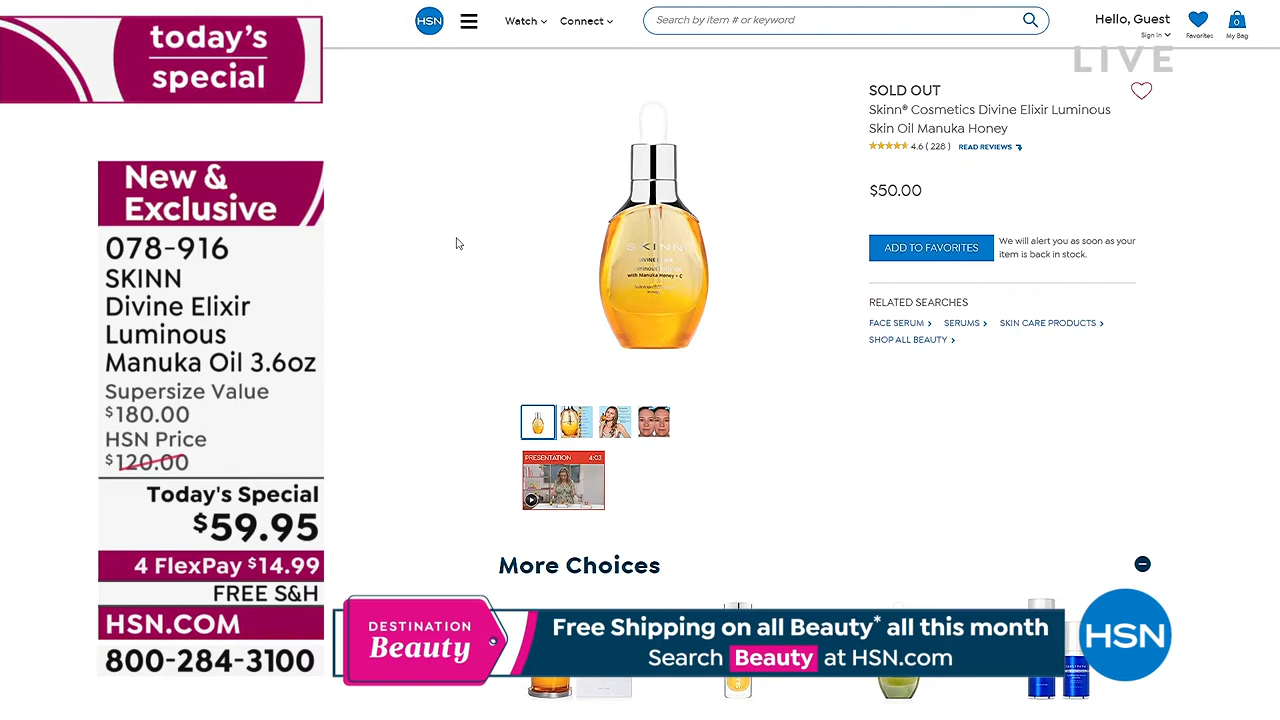 today's
special
New &
Exclusive
078-916
SKINN
Divine Elixir
Luminous
Manuka Oil 3.6oz
Supersize Value
$180.00
HSN Price
$120.00
Today's Special
$59.95
4 FlexPay $14.99
FREE S&H
HSN.COM
800-284-3100
HSN
Watch
Connect
Search by item # or keyword
Hello, Guest
Sign In
Favorites
0
My Bag
LIVE
SOLD OUT
Skinn® Cosmetics Divine Elixir Luminous
Skin Oil Manuka Honey
4.6 ( 228 ) READ REVIEWS
$50.00
ADD TO FAVORITES
We will alert you as soon as your
item is back in stock.
RELATED SEARCHES
FACE SERUM SERUMS SKIN CARE PRODUCTS
SHOP ALL BEAUTY
SKINN
with Manuka Honey + C
PRESENTATION 4:03
More Choices
DESTINATION
Beauty
Free Shipping on all Beauty* all this month
Search Beauty at HSN.com
HSN